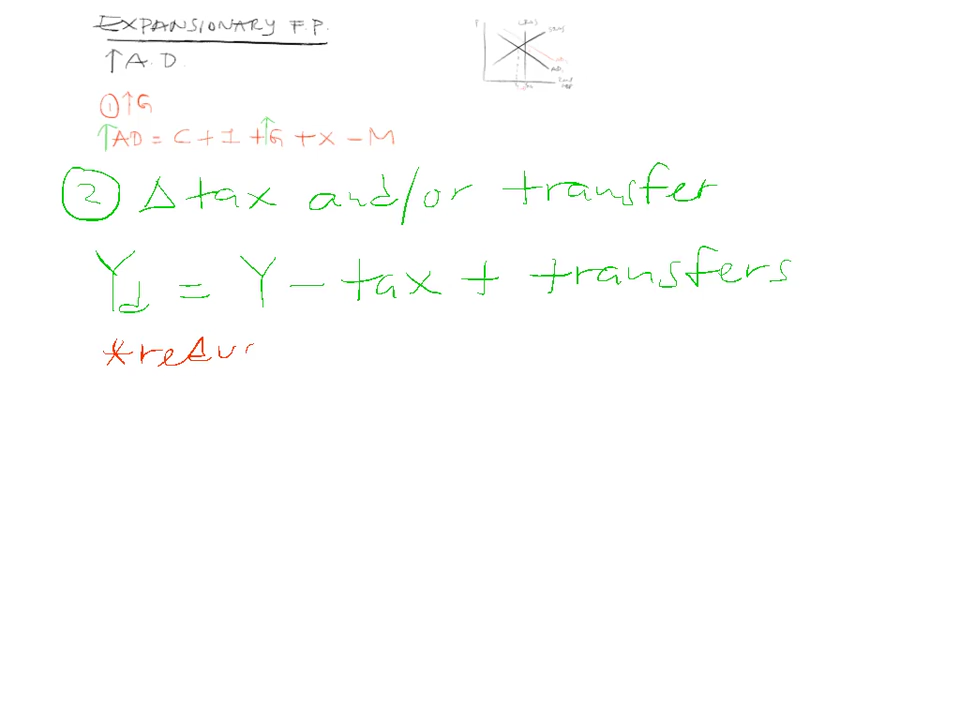 EXPANSIONARY F.P.
↑A.D.
①↑G
↑AD = C + I + ↑G + X - M
② Δ tax and/or transfer
Yd = Y - tax + transfers